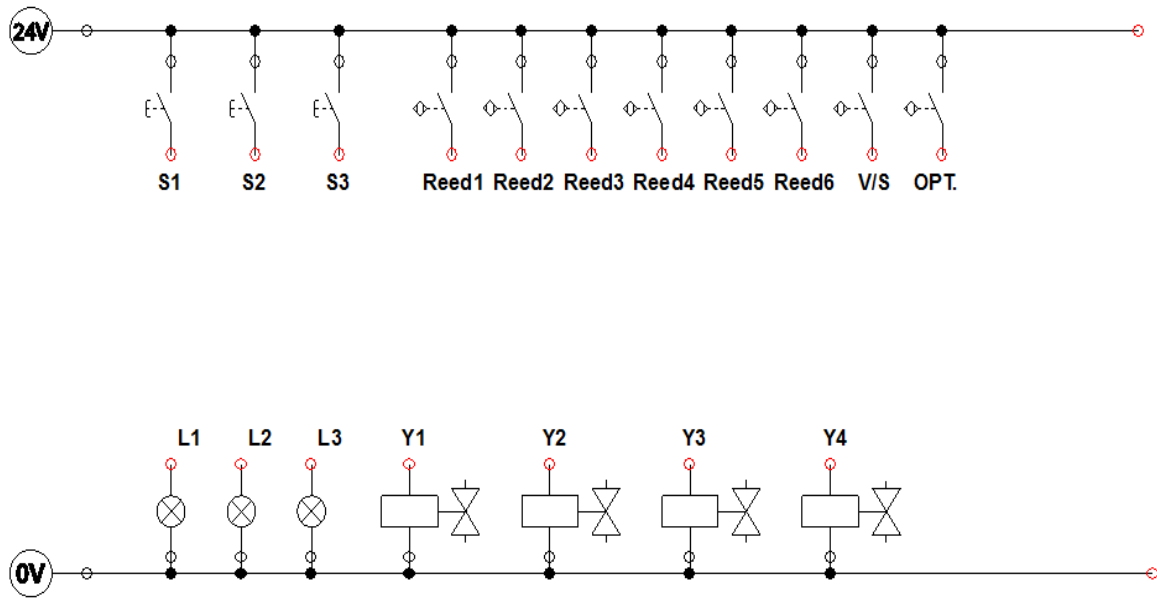 24V
S1 S2 S3 Reed1 Reed2 Reed3 Reed4 Reed5 Reed6 V/S OPT.
L1 L2 L3 Y1 Y2 Y3 Y4
0V